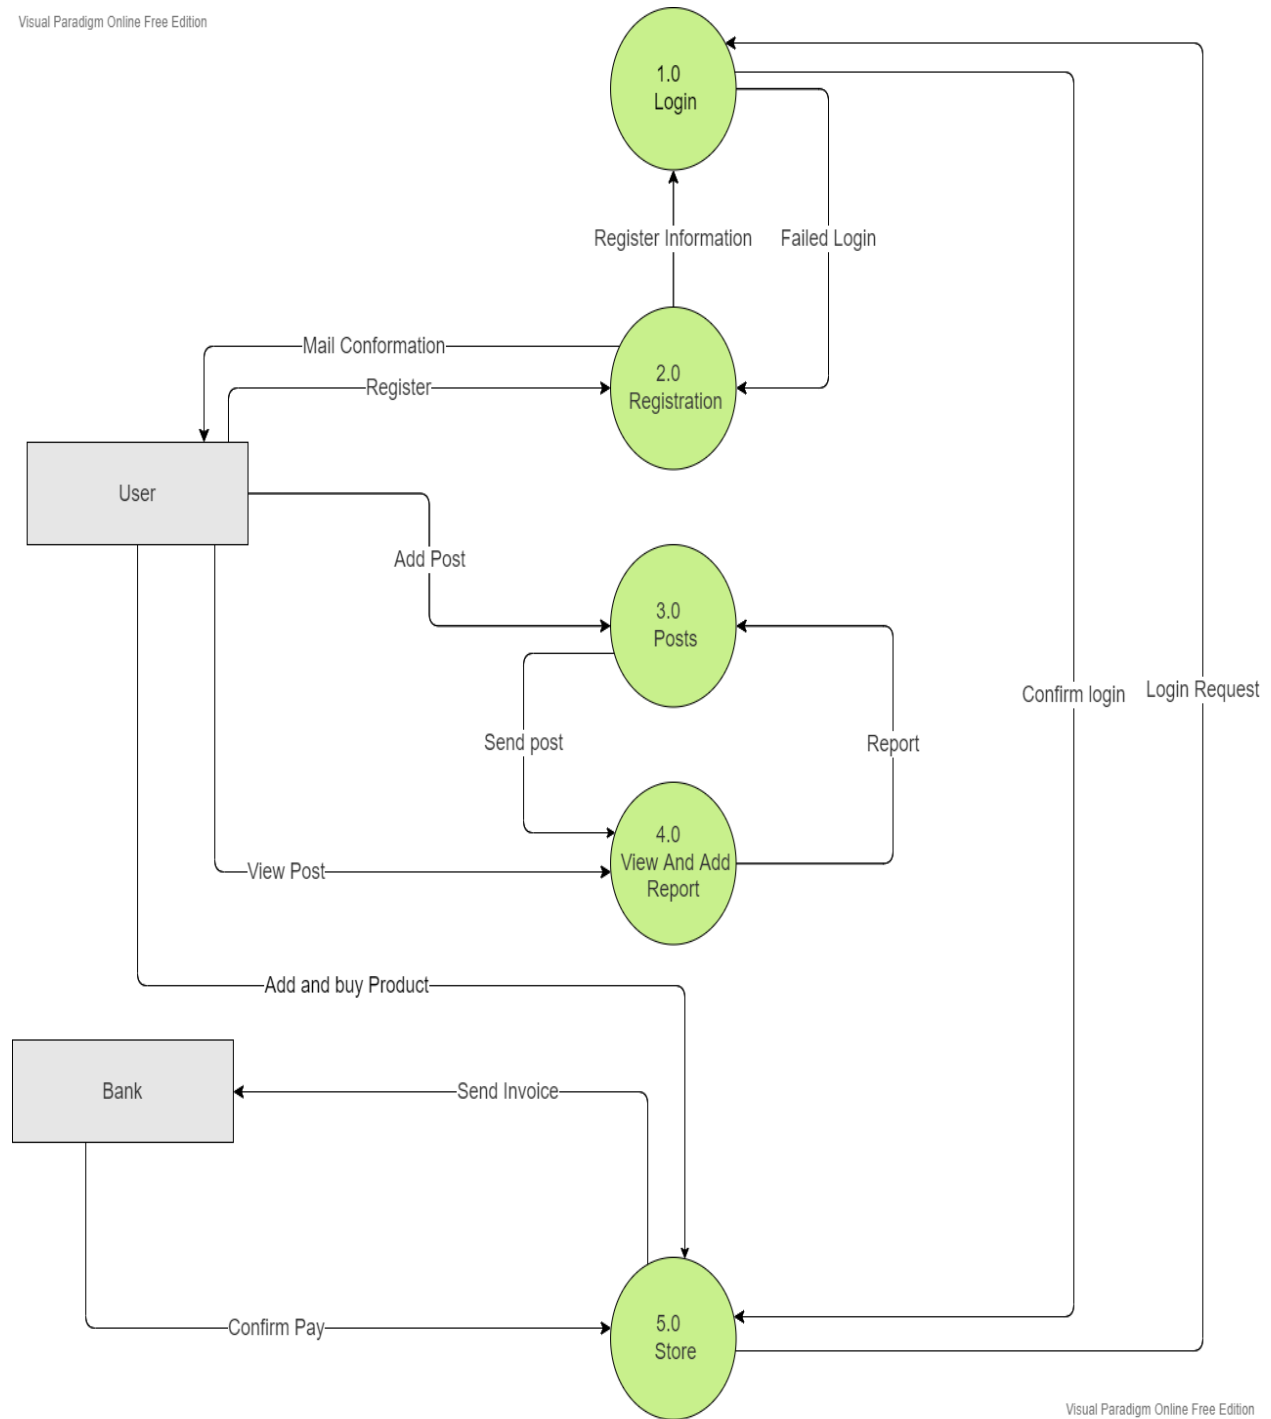 Visual Paradigm Online Free Edition
1.0
Login
Register Information
Failed Login
Mail Conformation
2.0
Registration
Register
User
Add Post
3.0
Posts
Send post
Report
Confirm login
Login Request
4.0
View And Add
Report
View Post
Add and buy Product
Bank
Send Invoice
Confirm Pay
5.0
Store
Visual Paradigm Online Free Edition